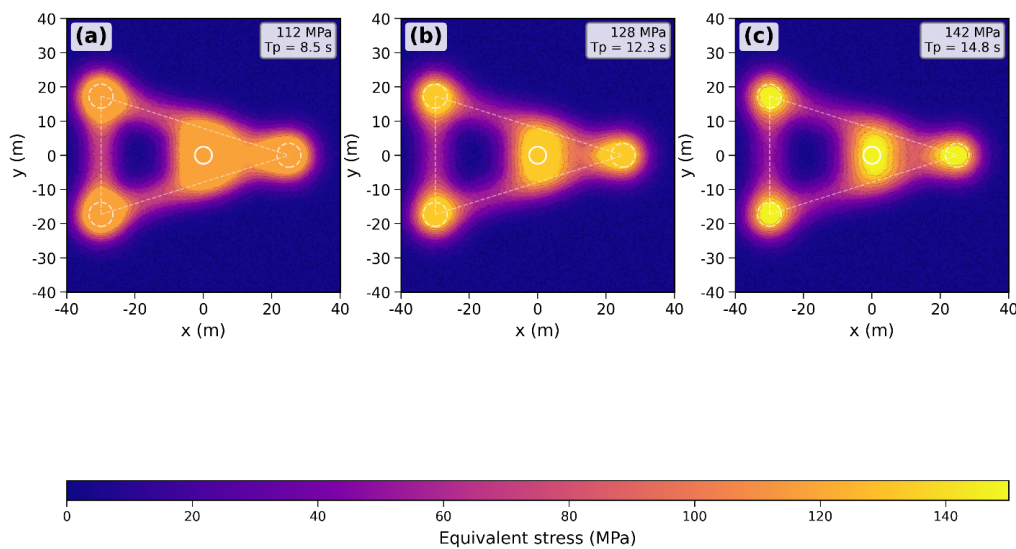 (a)
112 MPa
Tp = 8.5 s
40
30
20
10
0
-10
-20
-30
-40
y (m)
-40 -20 0 20 40
x (m)
(b)
128 MPa
Tp = 12.3 s
40
30
20
10
0
-10
-20
-30
-40
y (m)
-40 -20 0 20 40
x (m)
(c)
142 MPa
Tp = 14.8 s
40
30
20
10
0
-10
-20
-30
-40
y (m)
-40 -20 0 20 40
x (m)
0 20 40 60 80 100 120 140
Equivalent stress (MPa)